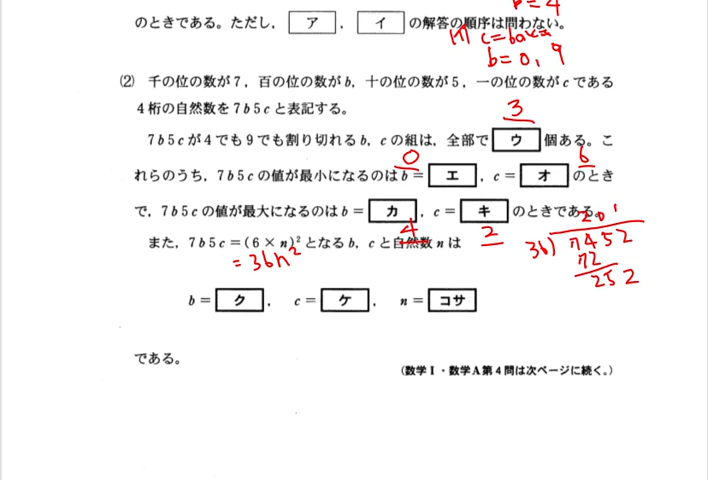 b = 4
のときである。ただし, ア , イ の解答の順序は問わない。
b = 0, 9
(2) 千の位の数が7, 百の位の数がb, 十の位の数が5, 一の位の数がcである
4桁の自然数を7b5cと表記する。
3
7b5cが4でも9でも割り切れるb, cの組は, 全部で ウ 個ある。こ
0 6
れらのうち, 7b5cの値が最小になるのはb = エ , c = オ のとき
で, 7b5cの値が最大になるのはb = カ , c = キ のときである。
4 2
また, 7b5c = (6 × n)²となるb, cと自然数nは
= 36n²
201
36)7452
72
252
b = ク , c = ケ , n = コサ
である。
(数学Ⅰ・数学A第4問は次ページに続く。)